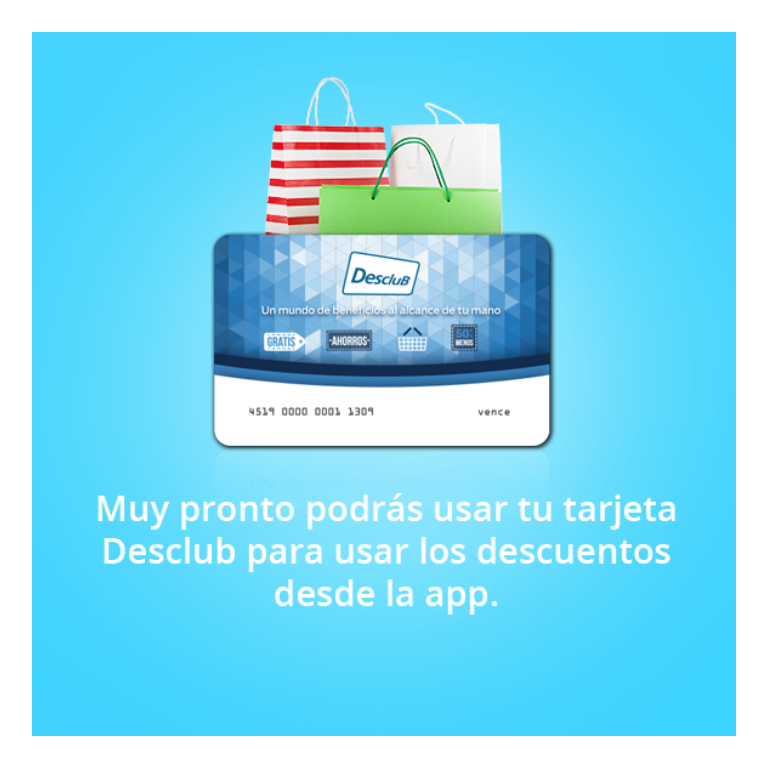 DescluB
Un mundo de beneficios al alcance de tu mano
GRATIS ·AHORROS· 50% MENOS
4519 0000 0001 1309 vence
Muy pronto podrás usar tu tarjeta
Desclub para usar los descuentos
desde la app.